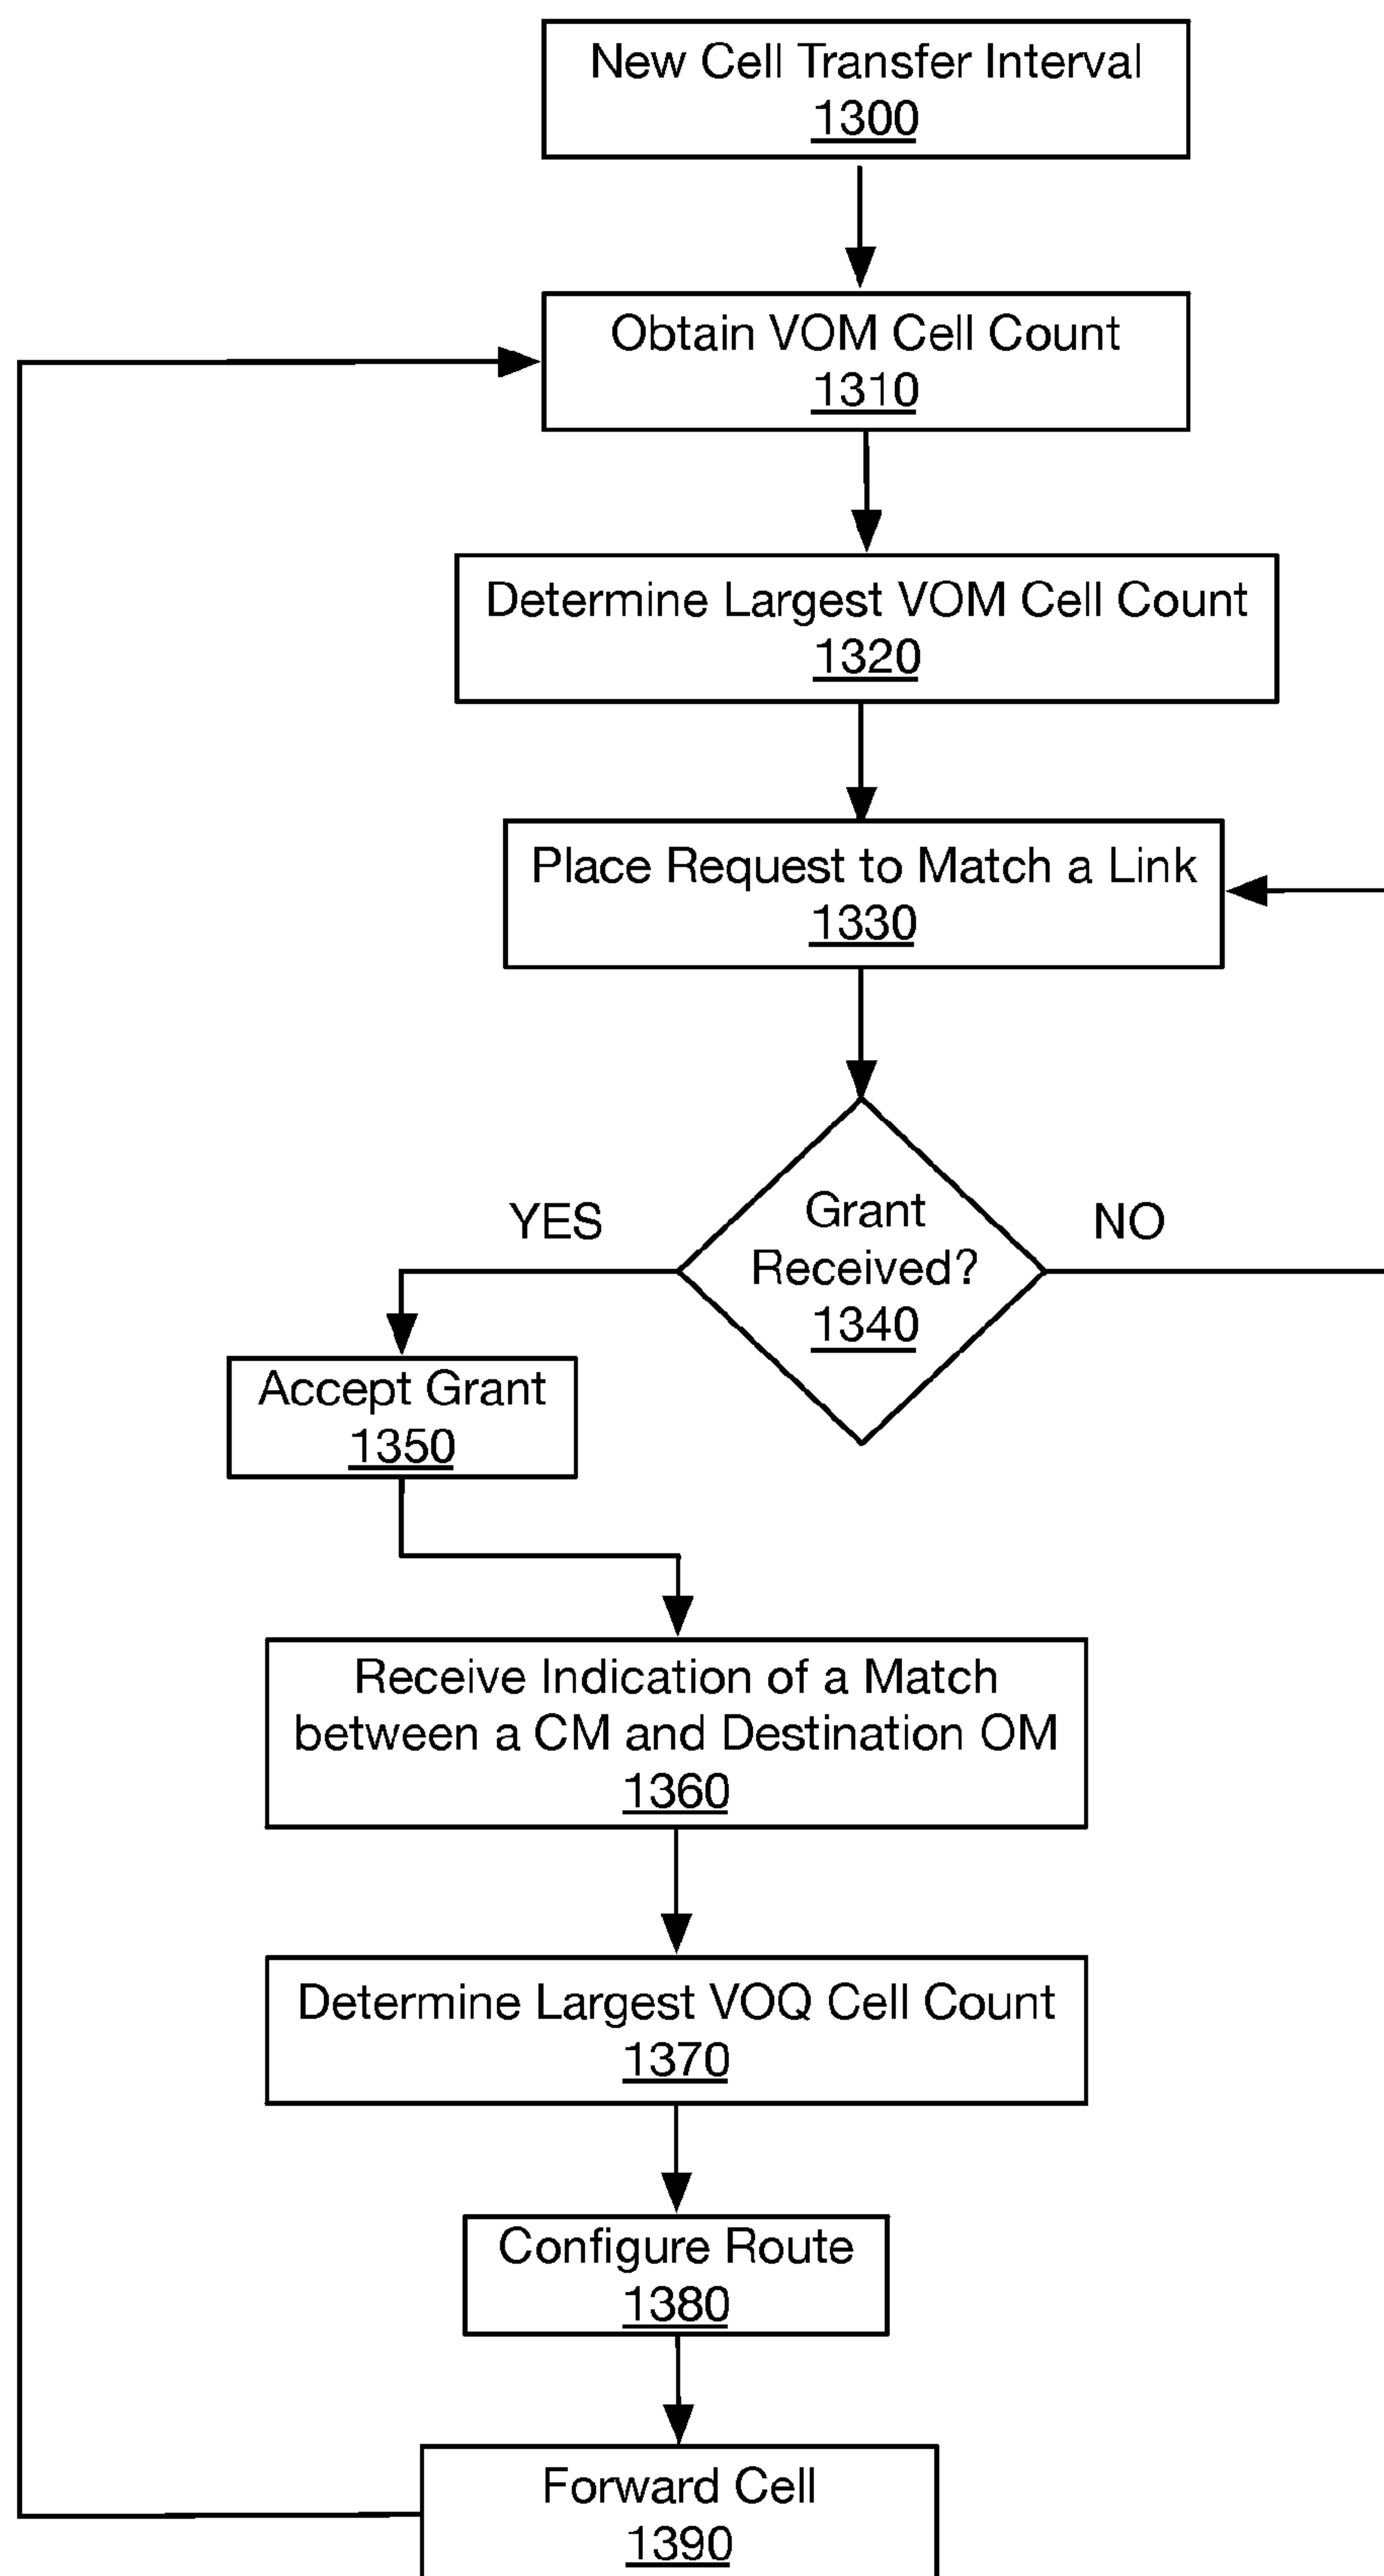 New Cell Transfer Interval
1300
Obtain VOM Cell Count
1310
Determine Largest VOM Cell Count
1320
Place Request to Match a Link
1330
Grant
Received?
1340
YES
NO
Accept Grant
1350
Receive Indication of a Match
between a CM and Destination OM
1360
Determine Largest VOQ Cell Count
1370
Configure Route
1380
Forward Cell
1390